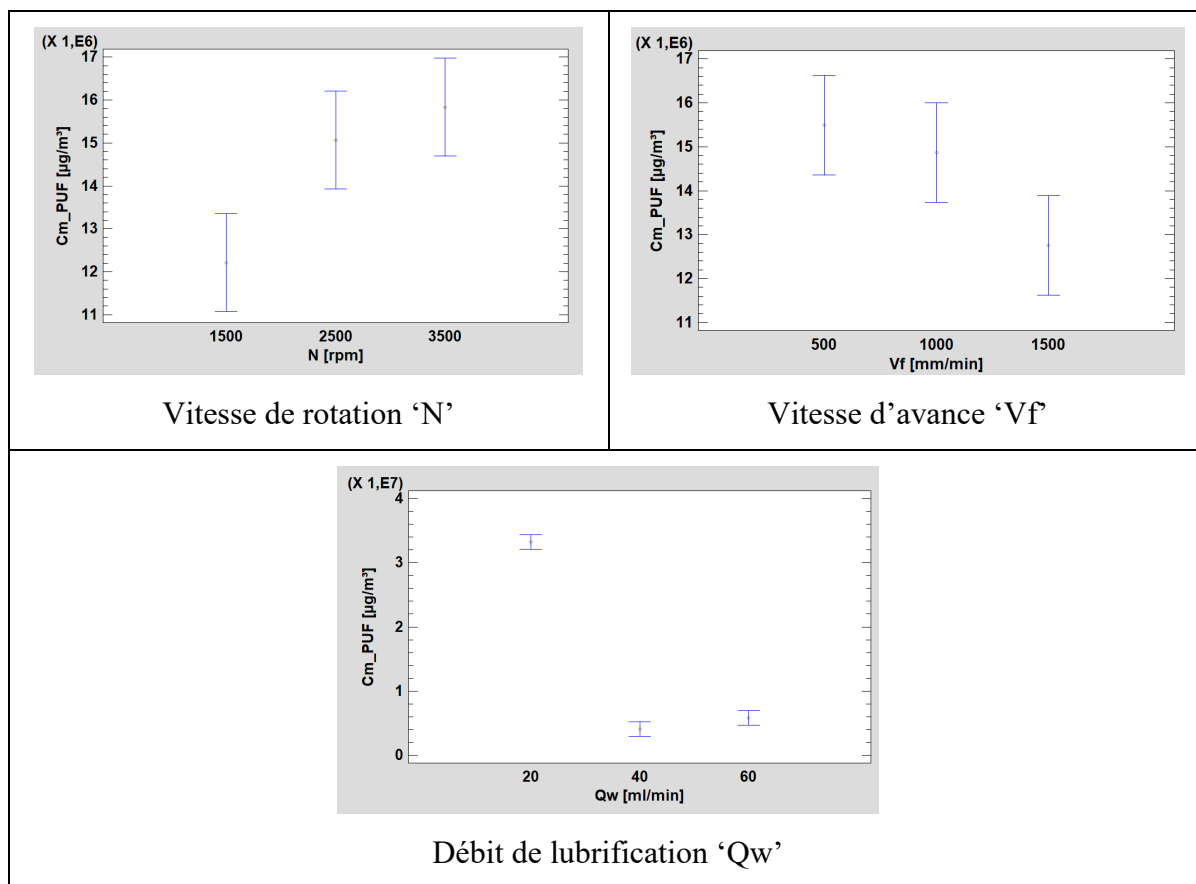 (X 1,E6)
17
16
15
14
13
12
11
Cm_PUF [µg/m³]
1500 2500 3500
N [rpm]
Vitesse de rotation ‘N’
(X 1,E6)
17
16
15
14
13
12
11
Cm_PUF [µg/m³]
500 1000 1500
Vf [mm/min]
Vitesse d’avance ‘Vf’
(X 1,E7)
4
3
2
1
0
Cm_PUF [µg/m³]
20 40 60
Qw [ml/min]
Débit de lubrification ‘Qw’